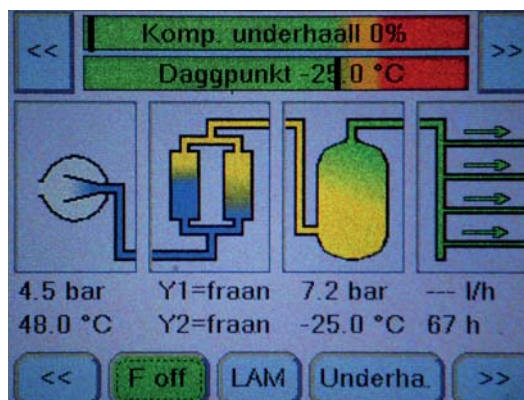 << Komp. underhaall 0% >>
Daggpunkt -25.0 °C
4.5 bar Y1=fraan 7.2 bar --- l/h
48.0 °C Y2=fraan -25.0 °C 67 h
<< F off LAM Underha. >>